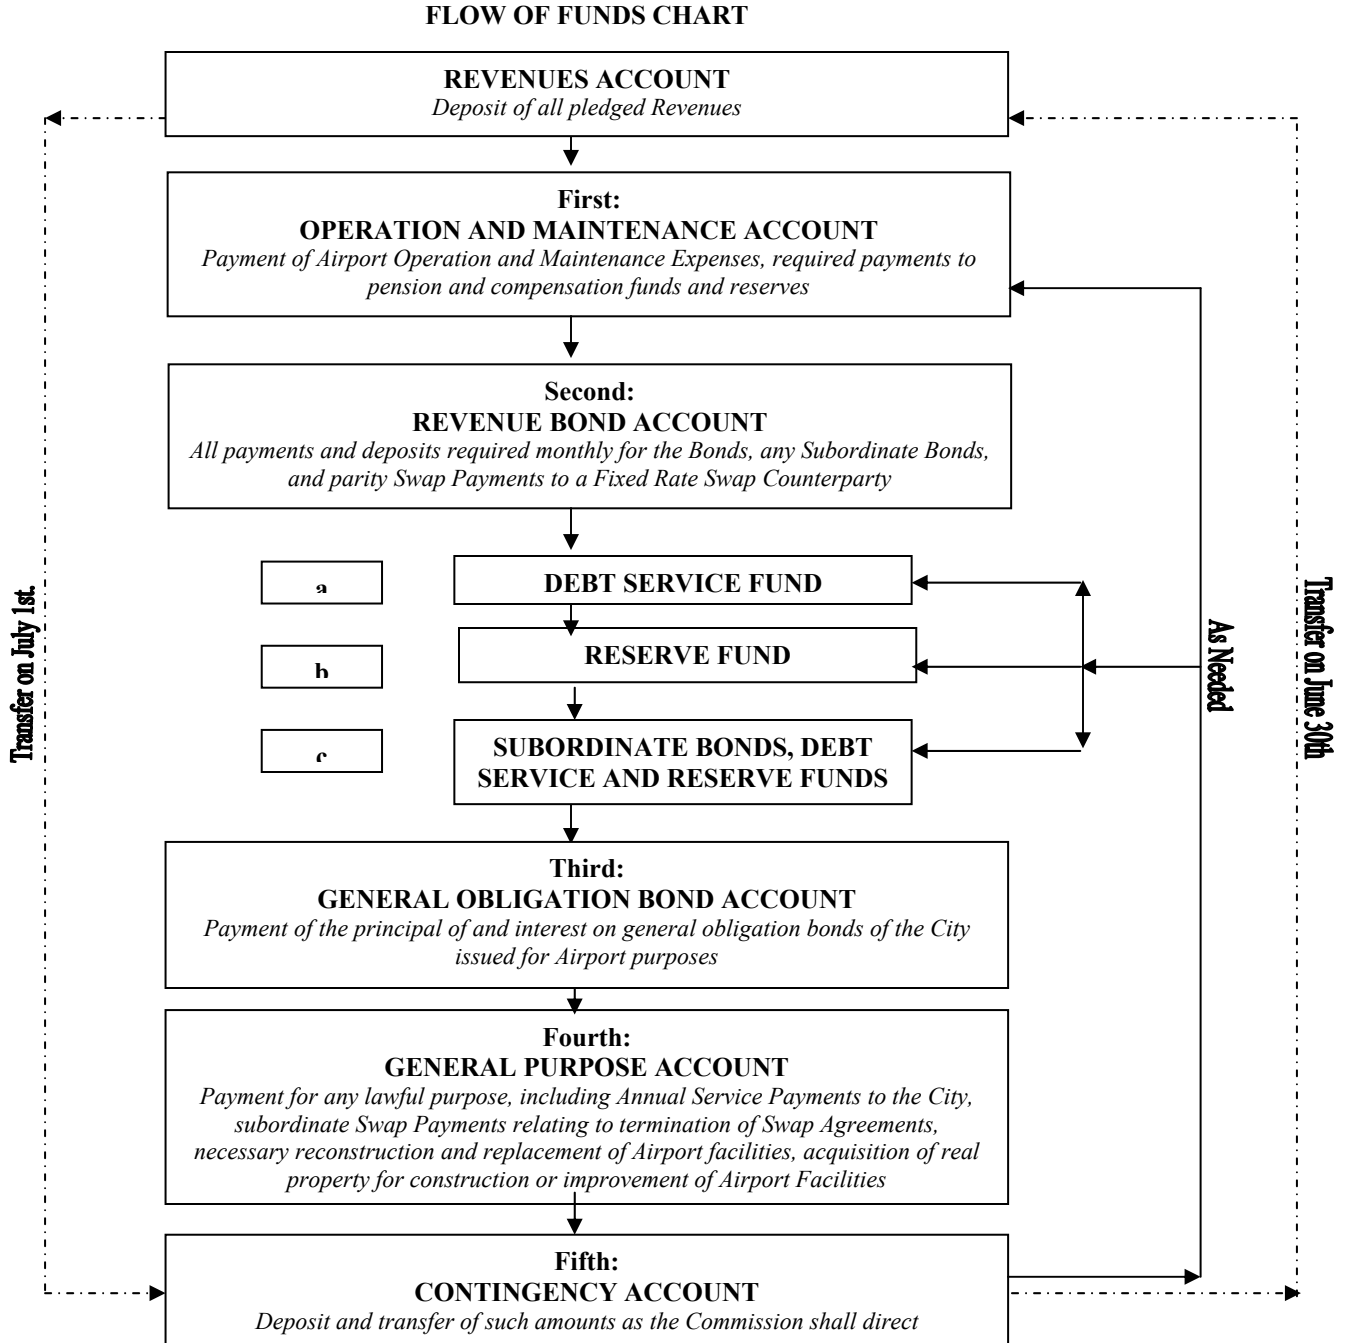 FLOW OF FUNDS CHART
REVENUES ACCOUNT
Deposit of all pledged Revenues
First:
OPERATION AND MAINTENANCE ACCOUNT
Payment of Airport Operation and Maintenance Expenses, required payments to
pension and compensation funds and reserves
Second:
REVENUE BOND ACCOUNT
All payments and deposits required monthly for the Bonds, any Subordinate Bonds,
and parity Swap Payments to a Fixed Rate Swap Counterparty
a
DEBT SERVICE FUND
b
RESERVE FUND
c
SUBORDINATE BONDS, DEBT
SERVICE AND RESERVE FUNDS
Transfer on July 1st.
As Needed
Transfer on June 30th
Third:
GENERAL OBLIGATION BOND ACCOUNT
Payment of the principal of and interest on general obligation bonds of the City
issued for Airport purposes
Fourth:
GENERAL PURPOSE ACCOUNT
Payment for any lawful purpose, including Annual Service Payments to the City,
subordinate Swap Payments relating to termination of Swap Agreements,
necessary reconstruction and replacement of Airport facilities, acquisition of real
property for construction or improvement of Airport Facilities
Fifth:
CONTINGENCY ACCOUNT
Deposit and transfer of such amounts as the Commission shall direct